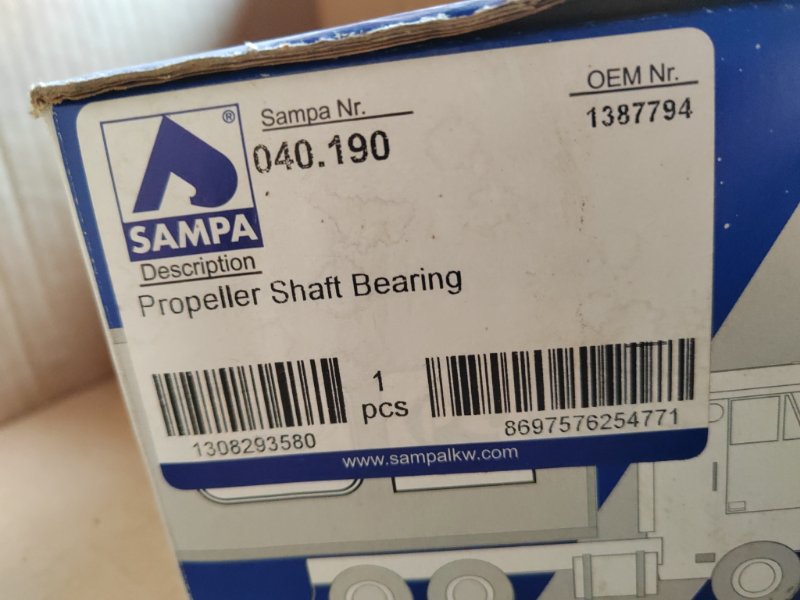 Sampa Nr.
040.190
OEM Nr.
1387794
®
SAMPA
Description
Propeller Shaft Bearing
1
pcs
1308293580
8697576254771
www.sampalkw.com